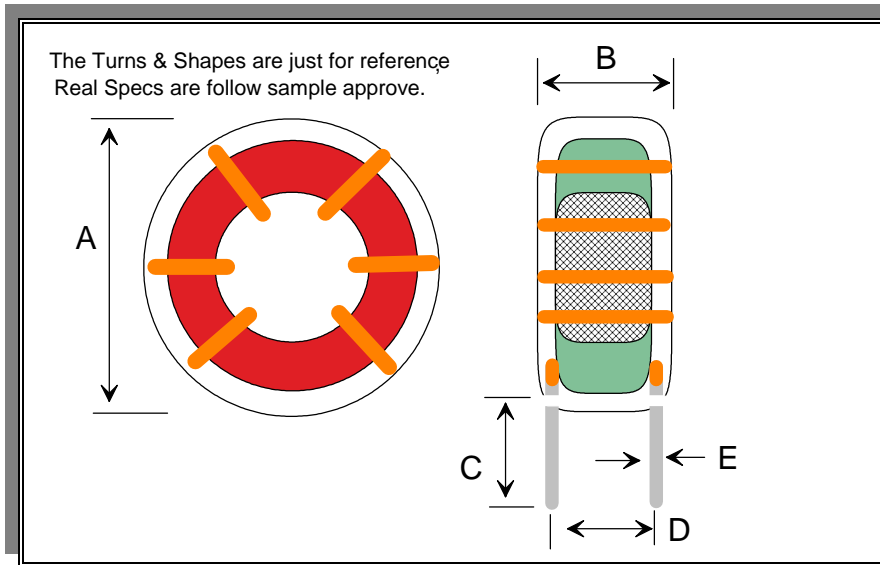 The Turns & Shapes are just for reference,
Real Specs are follow sample approve.
B
A
C
E
D